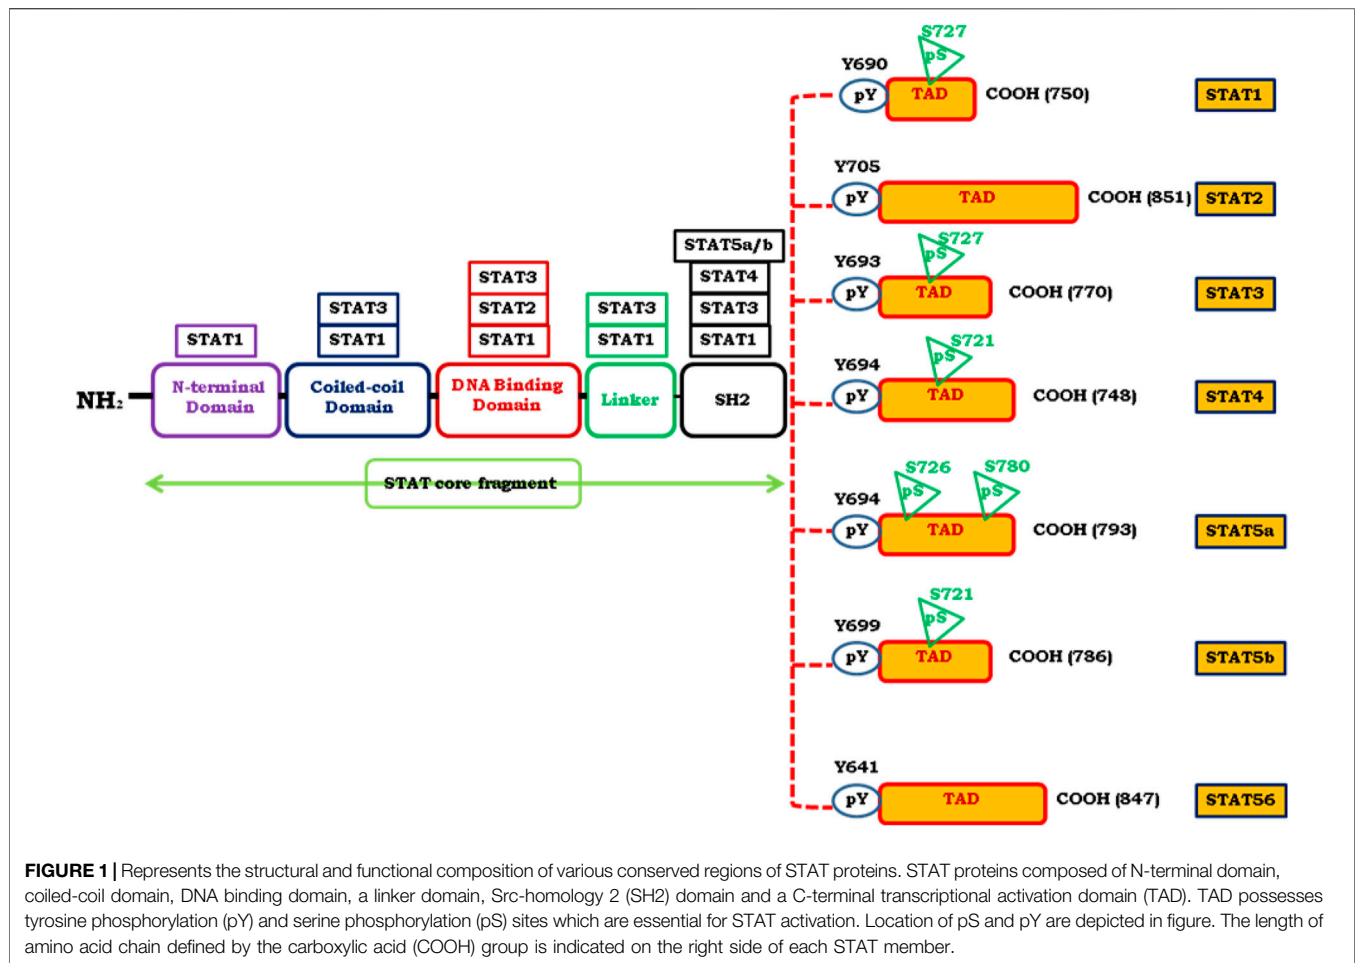 S727
pS
Y690
pY
TAD
COOH (750)
STAT1
Y705
pY
TAD
COOH (851)
STAT2
S727
pS
Y693
pY
TAD
COOH (770)
STAT3
S721
pS
Y694
pY
TAD
COOH (748)
STAT4
S726
S780
pS
pS
Y694
pY
TAD
COOH (793)
STAT5a
S721
pS
Y699
pY
TAD
COOH (786)
STAT5b
Y641
pY
TAD
COOH (847)
STAT56
STAT5a/b
STAT4
STAT3
STAT1
STAT3
STAT2
STAT1
STAT3
STAT1
STAT3
STAT1
STAT1
NH₂
N-terminal
Domain
Coiled-coil
Domain
DNA Binding
Domain
Linker
SH2
STAT core fragment
FIGURE 1 | Represents the structural and functional composition of various conserved regions of STAT proteins. STAT proteins composed of N-terminal domain,
coiled-coil domain, DNA binding domain, a linker domain, Src-homology 2 (SH2) domain and a C-terminal transcriptional activation domain (TAD). TAD possesses
tyrosine phosphorylation (pY) and serine phosphorylation (pS) sites which are essential for STAT activation. Location of pS and pY are depicted in figure. The length of
amino acid chain defined by the carboxylic acid (COOH) group is indicated on the right side of each STAT member.